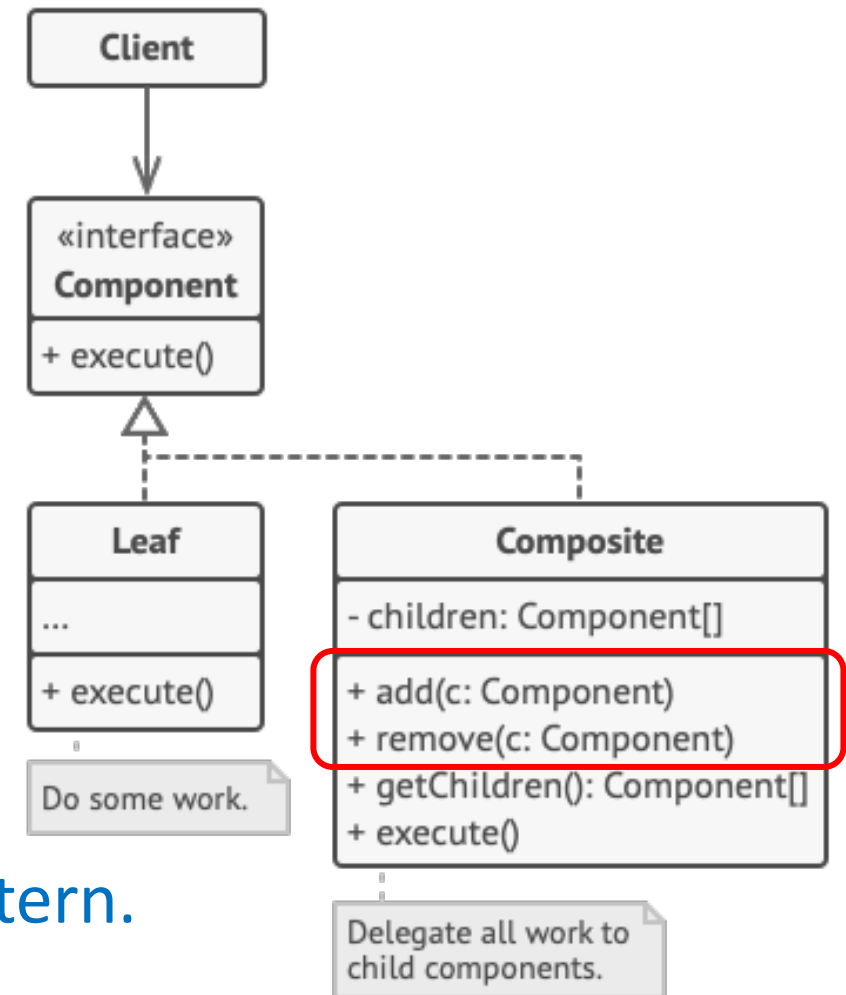 Client
«interface»
Component
+ execute()
Leaf
...
+ execute()
Do some work.
Composite
- children: Component[]
+ add(c: Component)
+ remove(c: Component)
+ getChildren(): Component[]
+ execute()
tern.
Delegate all work to
child components.